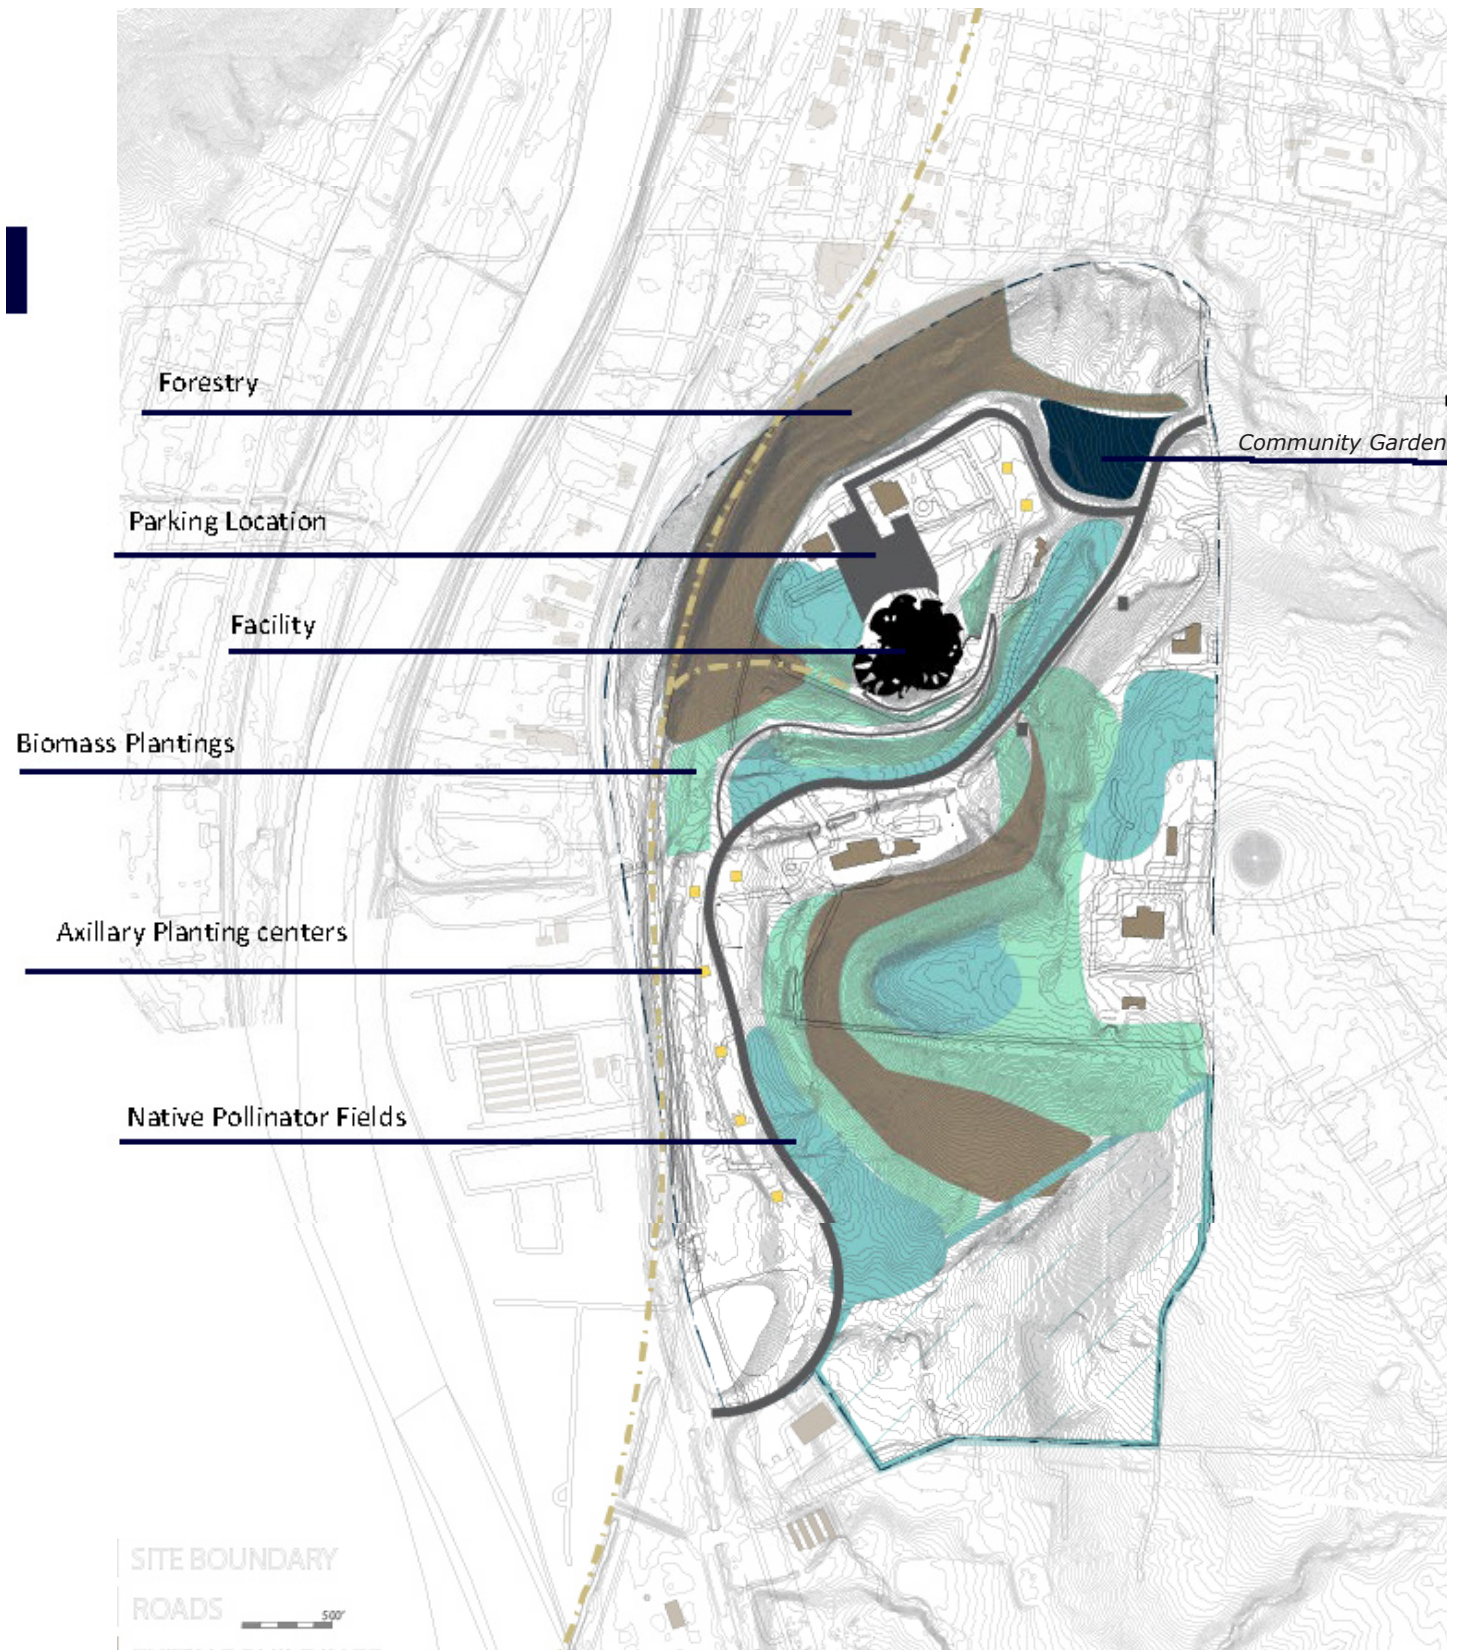 Forestry
Community Garden
Parking Location
Facility
Biomass Plantings
Axillary Planting centers
Native Pollinator Fields
SITE BOUNDARY
ROADS
500'